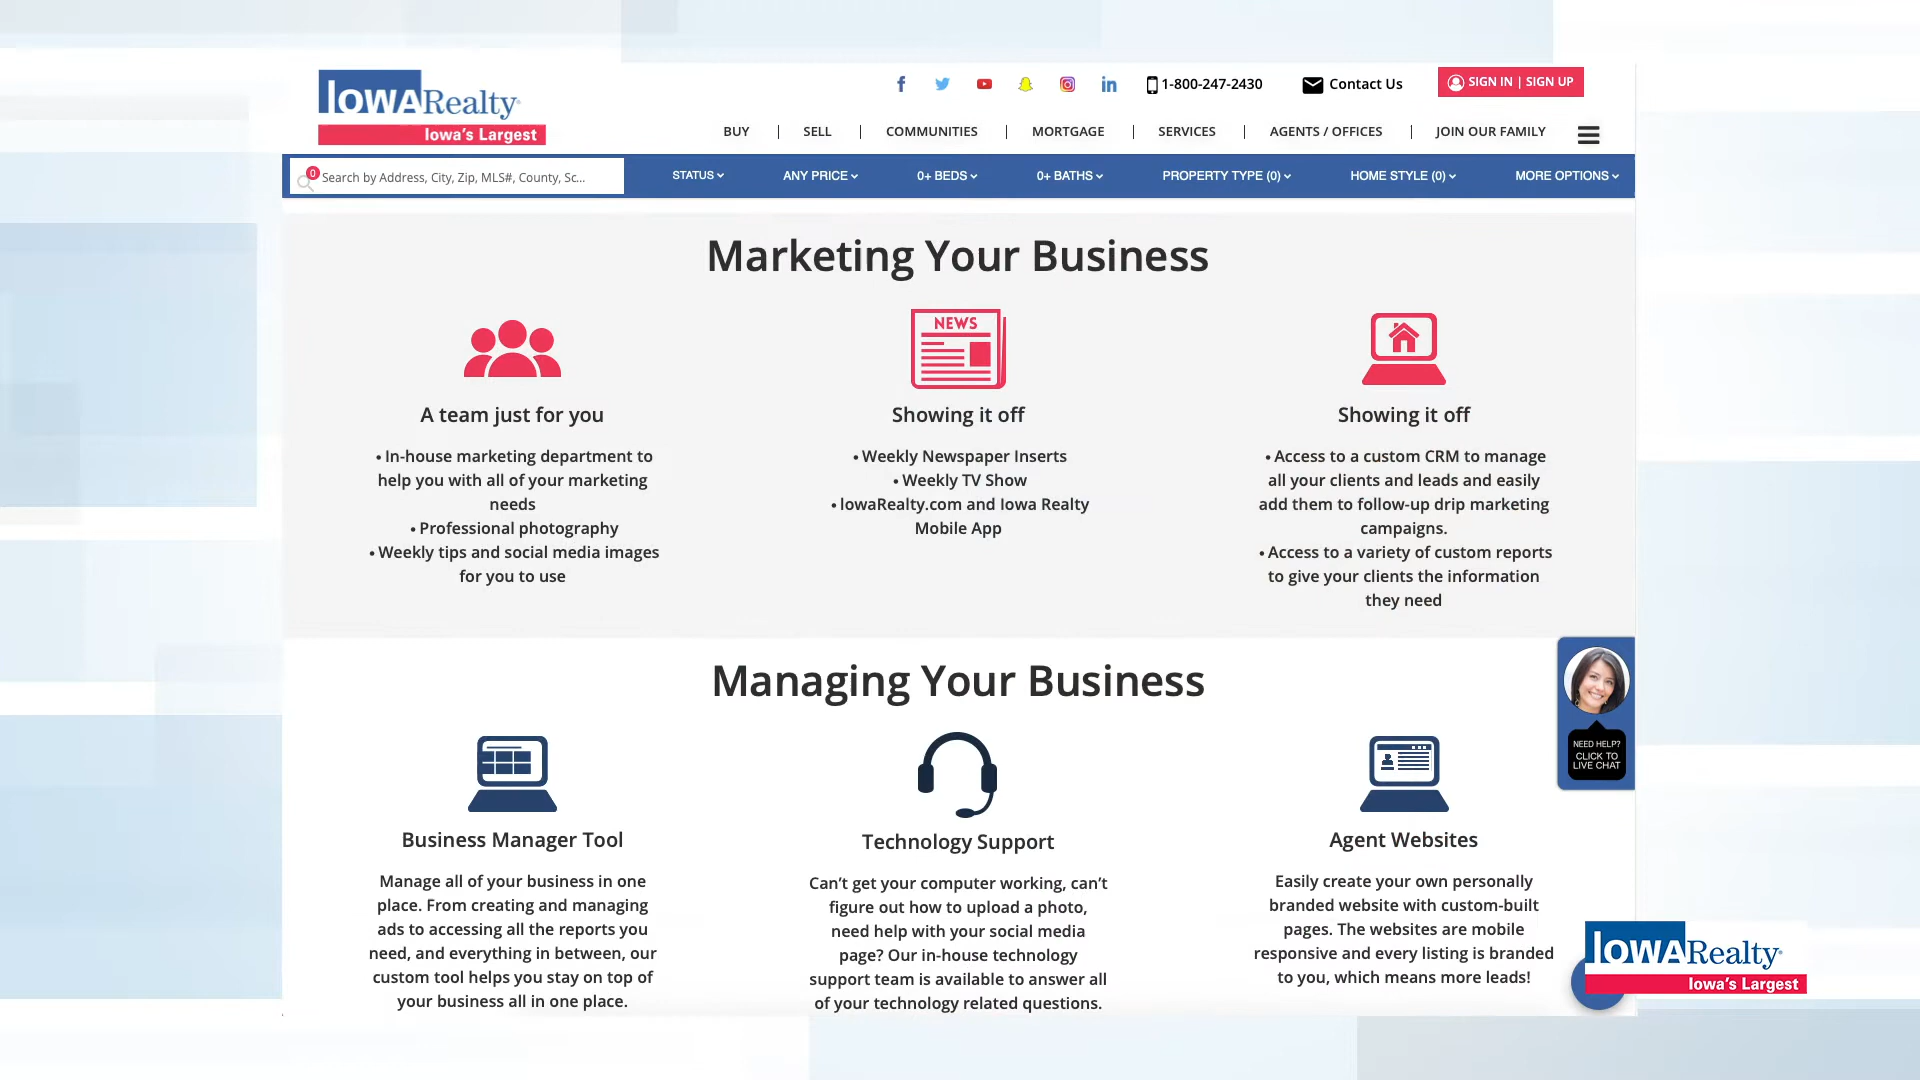 IOWA Realty
Iowa's Largest
1-800-247-2430
Contact Us
SIGN IN | SIGN UP
BUY | SELL | COMMUNITIES | MORTGAGE | SERVICES | AGENTS / OFFICES | JOIN OUR FAMILY
0
Search by Address, City, Zip, MLS#, County, Sc...
STATUS
ANY PRICE
0+ BEDS
0+ BATHS
PROPERTY TYPE (0)
HOME STYLE (0)
MORE OPTIONS
Marketing Your Business
A team just for you
• In-house marketing department to
help you with all of your marketing
needs
• Professional photography
• Weekly tips and social media images
for you to use
NEWS
Showing it off
• Weekly Newspaper Inserts
• Weekly TV Show
• IowaRealty.com and Iowa Realty
Mobile App
Showing it off
• Access to a custom CRM to manage
all your clients and leads and easily
add them to follow-up drip marketing
campaigns.
• Access to a variety of custom reports
to give your clients the information
they need
Managing Your Business
Business Manager Tool
Manage all of your business in one
place. From creating and managing
ads to accessing all the reports you
need, and everything in between, our
custom tool helps you stay on top of
your business all in one place.
Technology Support
Can't get your computer working, can't
figure out how to upload a photo,
need help with your social media
page? Our in-house technology
support team is available to answer all
of your technology related questions.
Agent Websites
Easily create your own personally
branded website with custom-built
pages. The websites are mobile
responsive and every listing is branded
to you, which means more leads!
NEED HELP?
CLICK TO
LIVE CHAT
IOWA Realty
Iowa's Largest